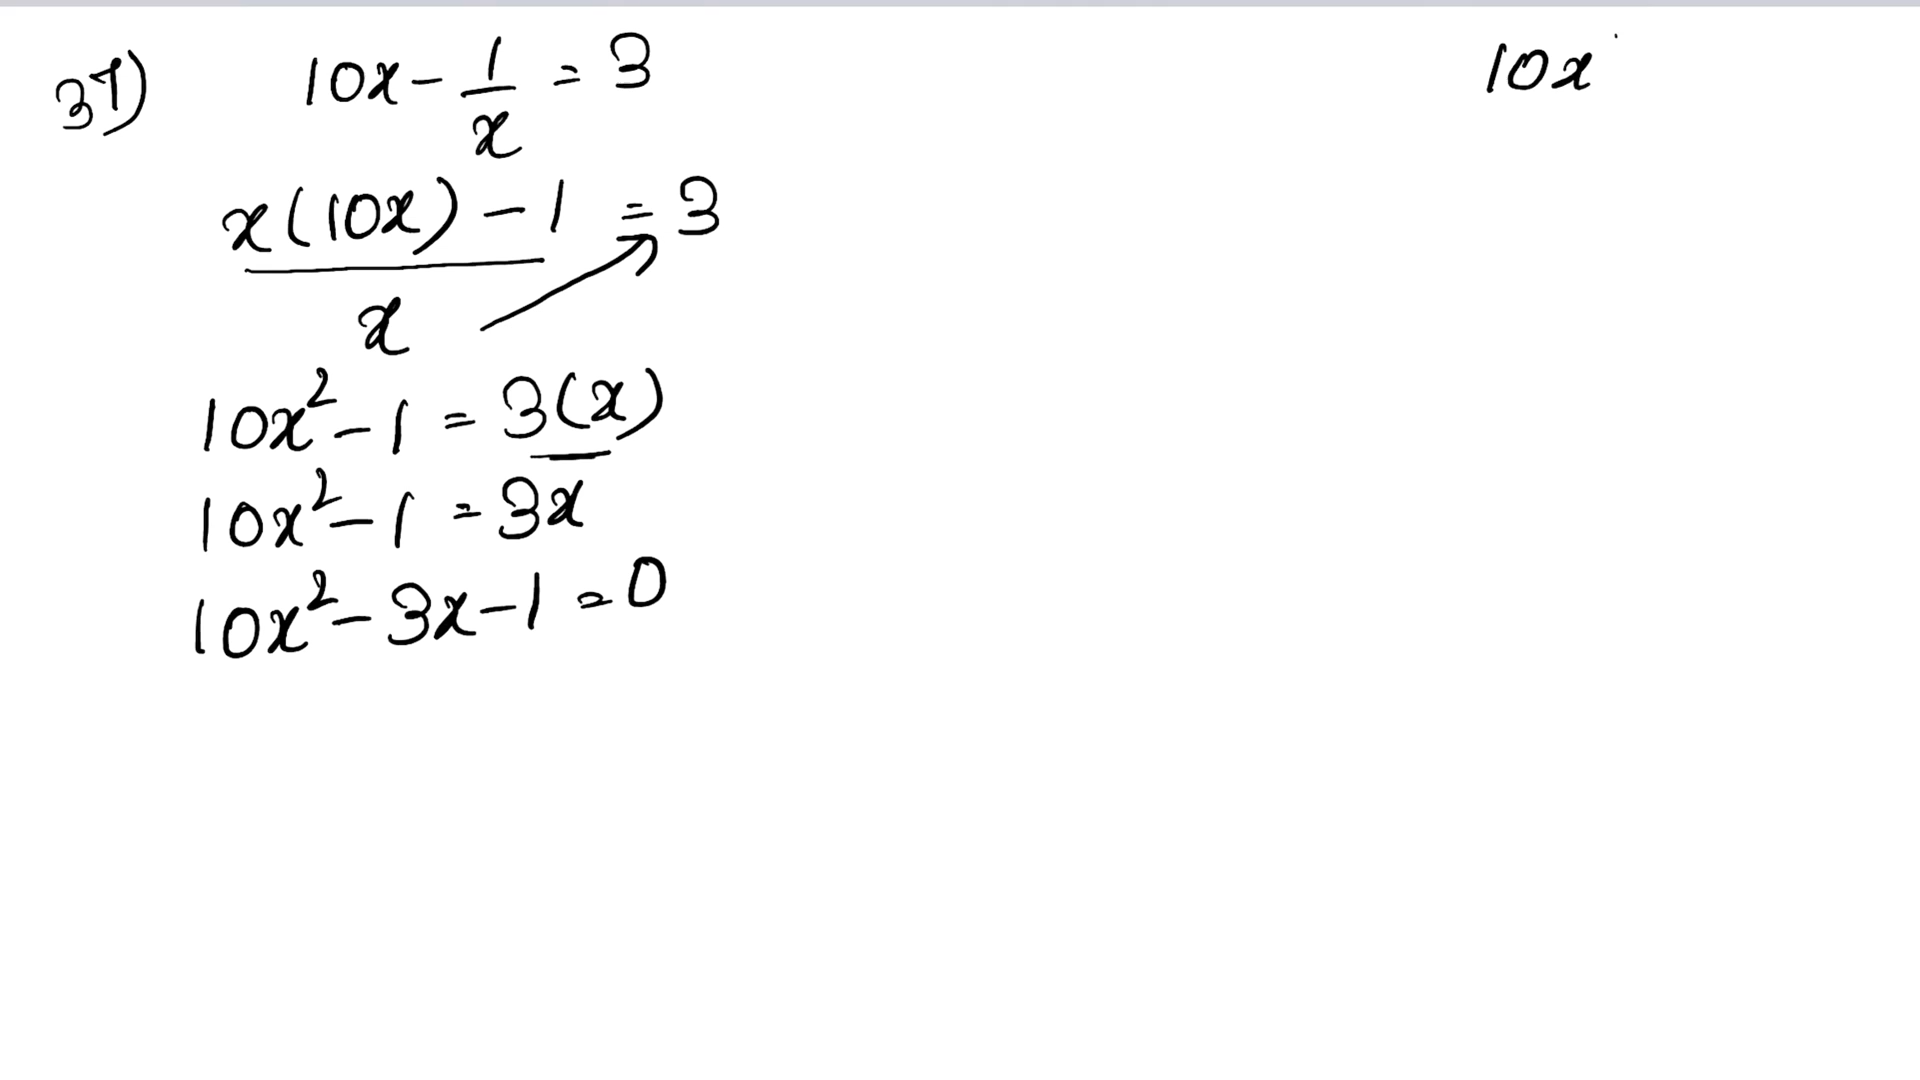 37) 10x - 1/x = 3
x(10x) - 1 / x = 3
10x² - 1 = 3(x)
10x² - 1 = 3x
10x² - 3x - 1 = 0
10x